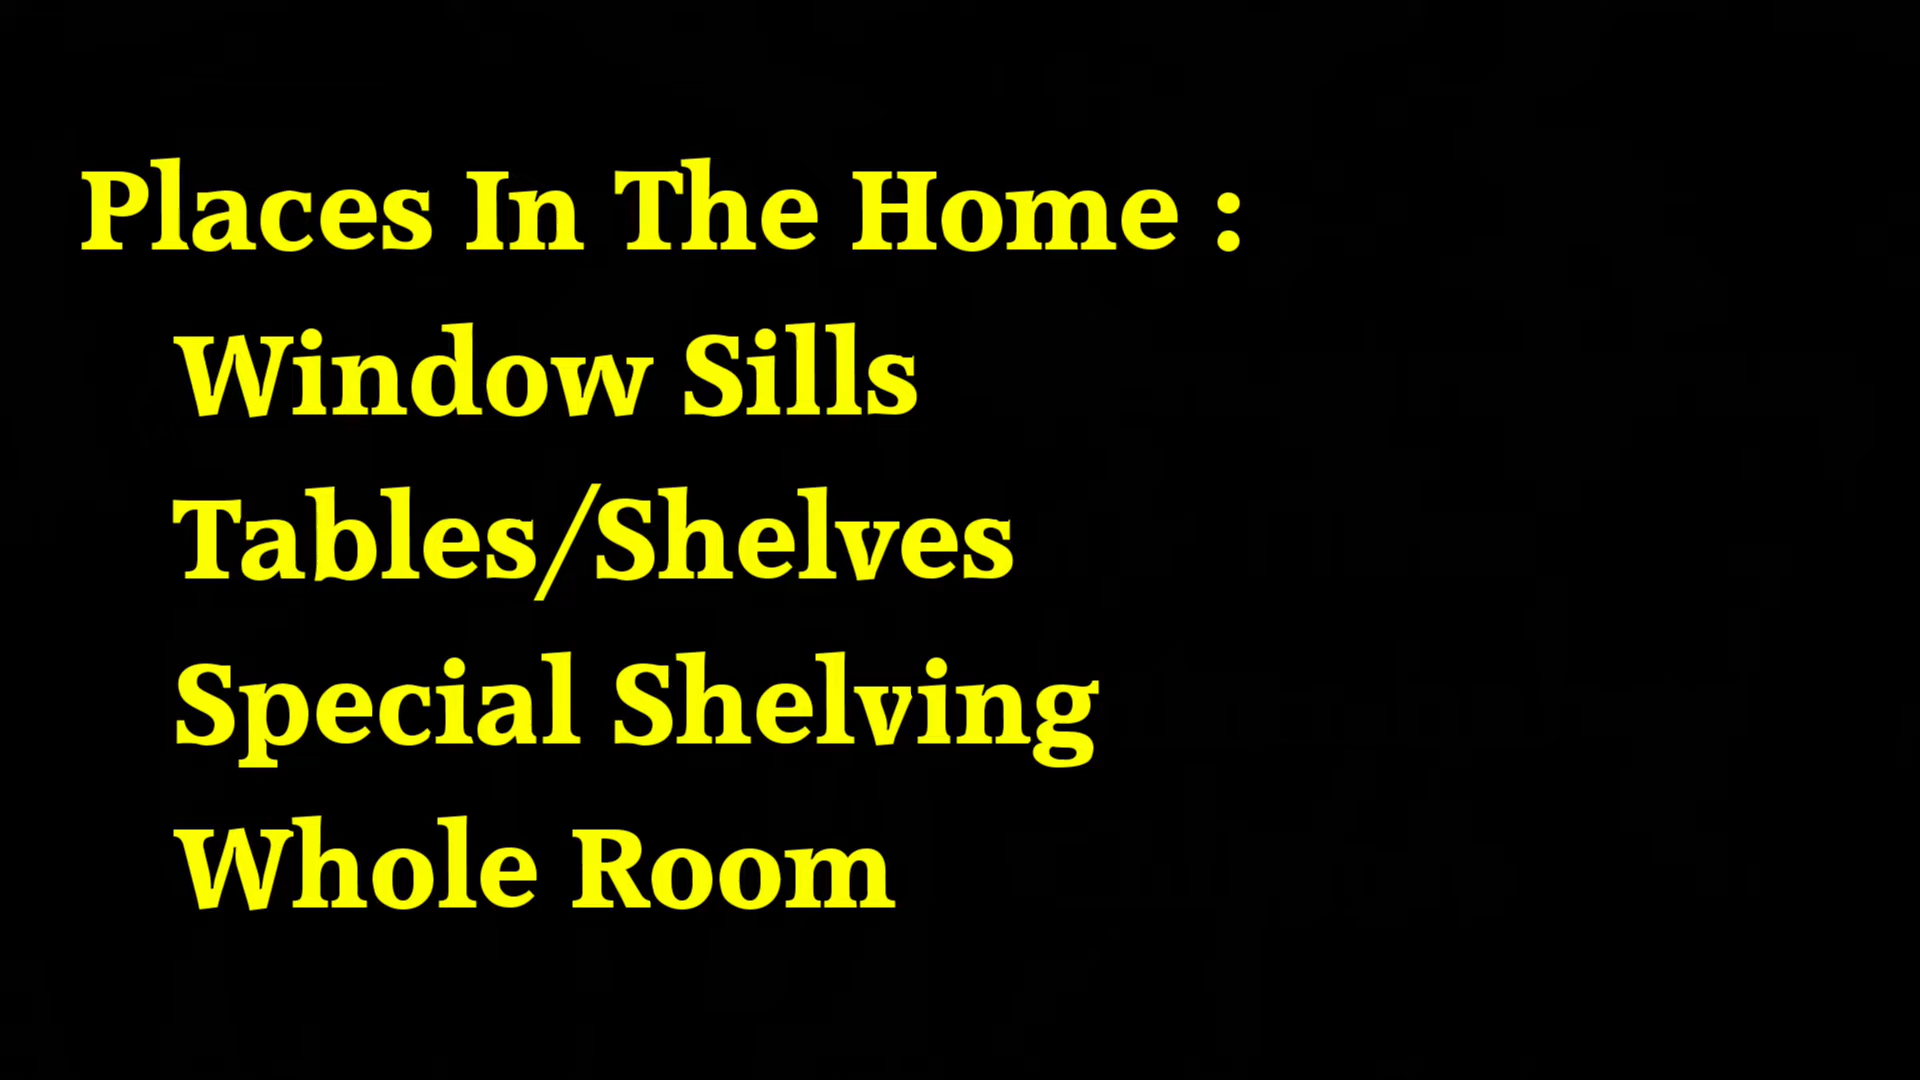 Places In The Home :
Window Sills
Tables/Shelves
Special Shelving
Whole Room